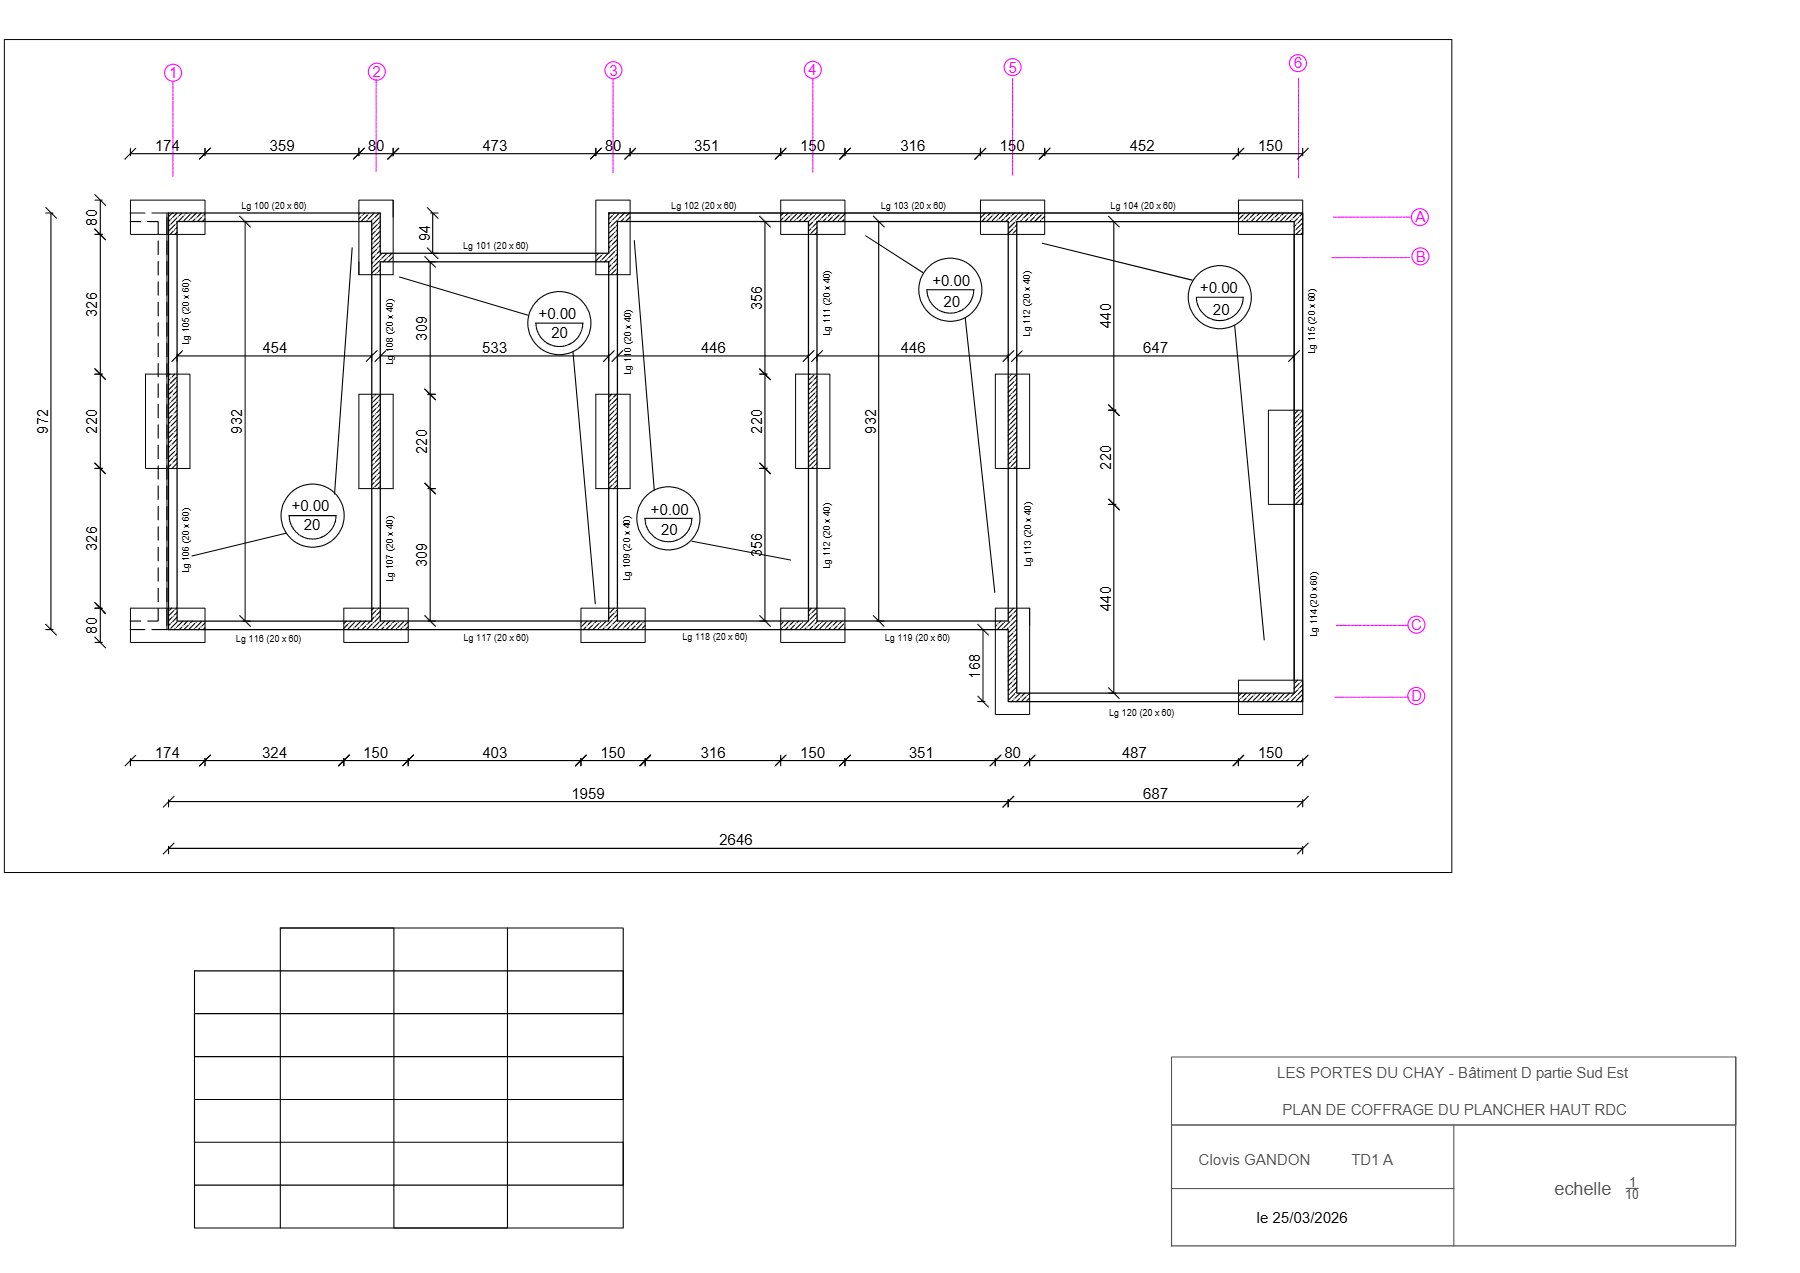 1 2 3 4 5 6
174 359 80 473 80 351 150 316 150 452 150
Lg 100 (20 x 60) Lg 102 (20 x 60) Lg 103 (20 x 60) Lg 104 (20 x 60)
80 94 A
Lg 101 (20 x 60)
B
+0.00
20
+0.00
20
+0.00
20
326 Lg 105 (20 x 60) Lg 108 (20 x 40) 309 Lg 110 (20 x 40) 356 Lg 111 (20 x 40) Lg 112 (20 x 40) 440 Lg 115 (20 x 60)
454 533 446 446 647
972 220 932 220 220 932 220
+0.00
20
+0.00
20
326 Lg 106 (20 x 60) Lg 107 (20 x 40) 309 Lg 109 (20 x 40) 356 Lg 112 (20 x 40) Lg 113 (20 x 40) 440 Lg 114 (20 x 60)
80 C
Lg 116 (20 x 60) Lg 117 (20 x 60) Lg 118 (20 x 60) Lg 119 (20 x 60)
168
D
Lg 120 (20 x 60)
174 324 150 403 150 316 150 351 80 487 150
1959 687
2646
LES PORTES DU CHAY - Bâtiment D partie Sud Est
PLAN DE COFFRAGE DU PLANCHER HAUT RDC
Clovis GANDON TD1 A
echelle 1/10
le 25/03/2026